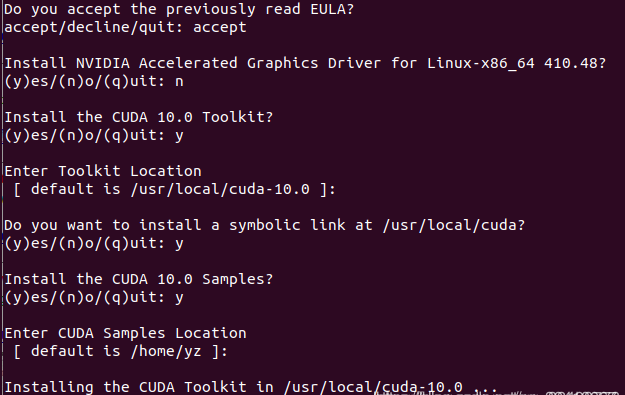 Do you accept the previously read EULA?
accept/decline/quit: accept
Install NVIDIA Accelerated Graphics Driver for Linux-x86_64 410.48?
(y)es/(n)o/(q)uit: n
Install the CUDA 10.0 Toolkit?
(y)es/(n)o/(q)uit: y
Enter Toolkit Location
[ default is /usr/local/cuda-10.0 ]:
Do you want to install a symbolic link at /usr/local/cuda?
(y)es/(n)o/(q)uit: y
Install the CUDA 10.0 Samples?
(y)es/(n)o/(q)uit: y
Enter CUDA Samples Location
[ default is /home/yz ]:
Installing the CUDA Toolkit in /usr/local/cuda-10.0 ...